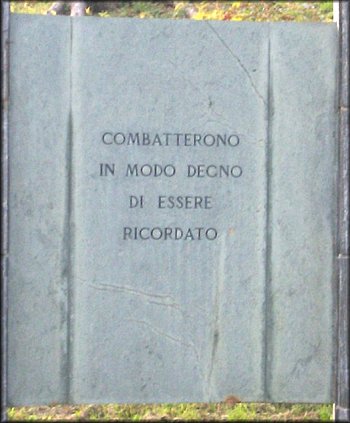 COMBATTERONO
IN MODO DEGNO
DI ESSERE
RICORDATO